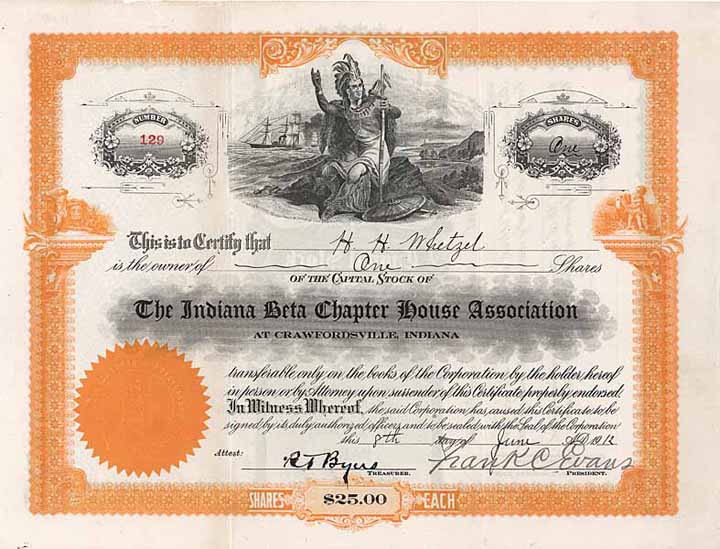 NUMBER
129
SHARES
One
This is to Certify that H. H. Whetzel
is the owner of One Shares
OF THE CAPITAL STOCK OF
The Indiana Beta Chapter House Association
AT CRAWFORDSVILLE, INDIANA
transferable only on the books of the Corporation by the holder hereof
in person or by Attorney upon surrender of this Certificate properly endorsed.
In Witness Whereof, the said Corporation has caused this Certificate to be
signed by its duly authorized officers and to be sealed with the Seal of the Corporation
this 8th day of June A.D. 1912
Attest:
R T Byers
TREASURER.
Frank C Evans
PRESIDENT.
SHARES $25.00 EACH